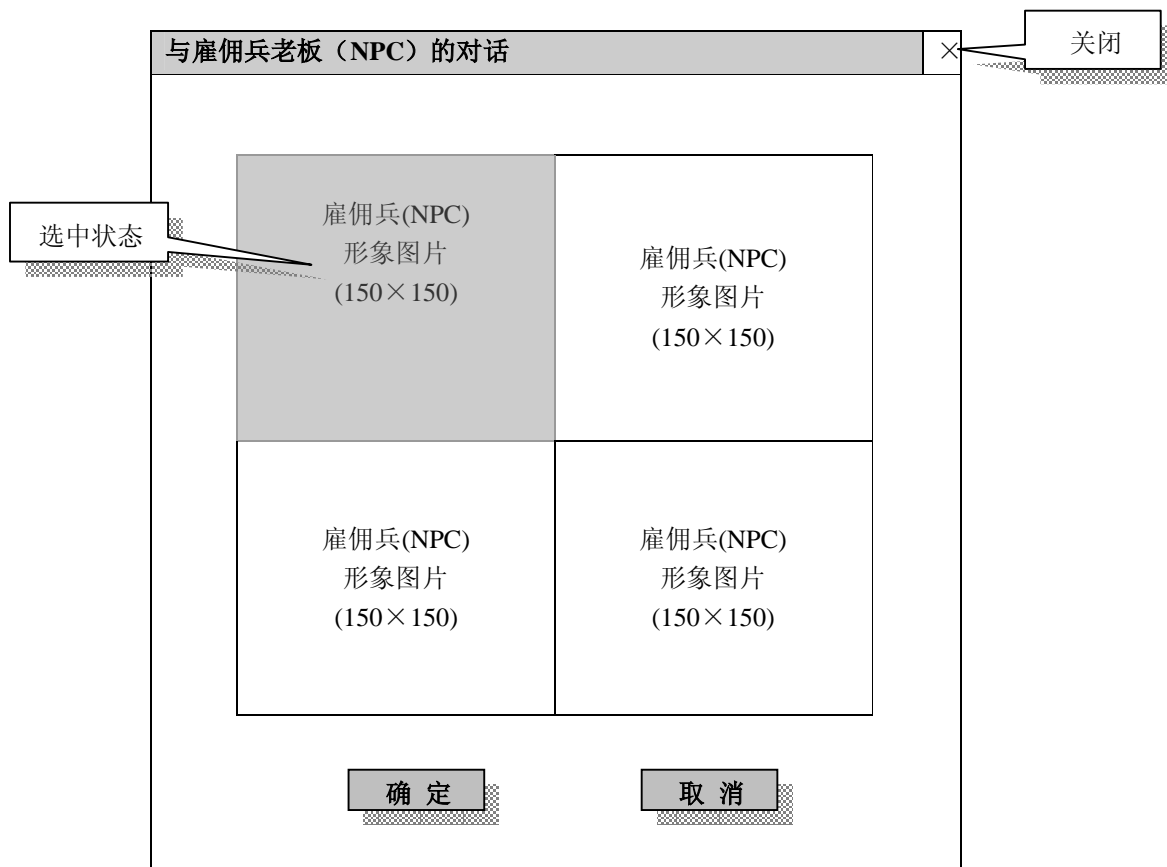 与雇佣兵老板（NPC）的对话
×
关闭
选中状态
雇佣兵(NPC)
形象图片
(150×150)
雇佣兵(NPC)
形象图片
(150×150)
雇佣兵(NPC)
形象图片
(150×150)
雇佣兵(NPC)
形象图片
(150×150)
确 定
取 消